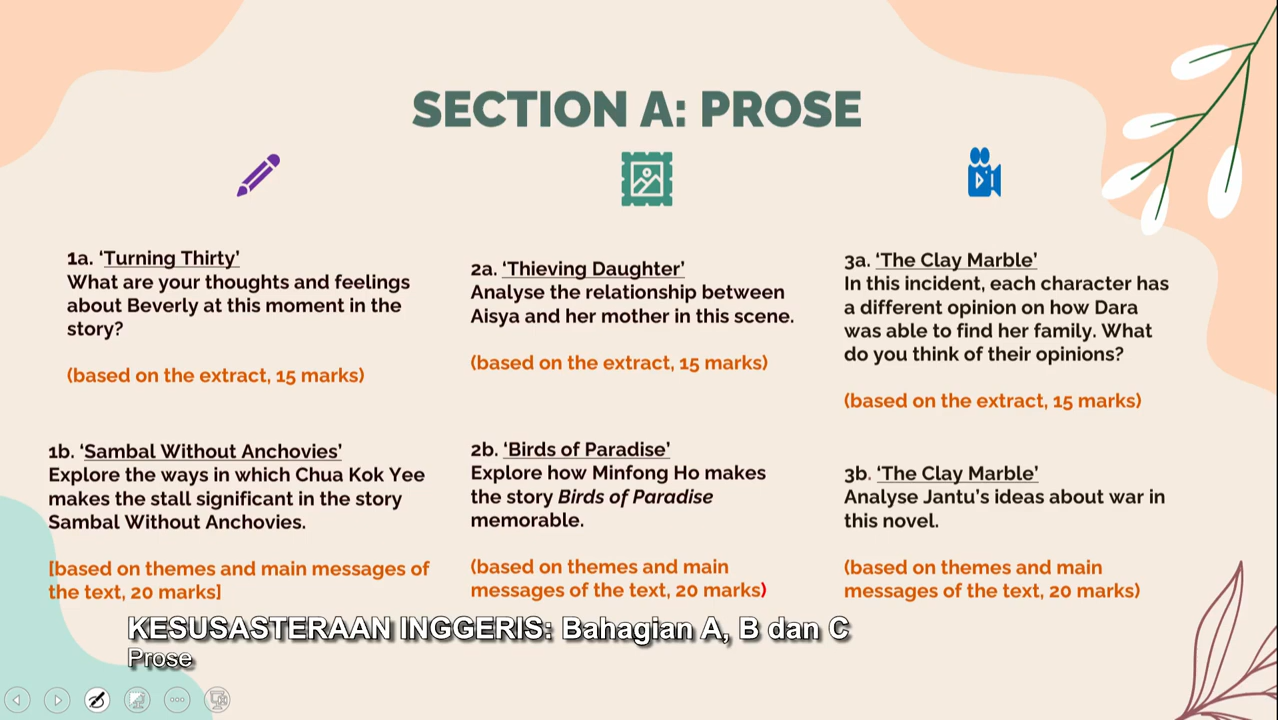 SECTION A: PROSE
1a. ‘Turning Thirty’
What are your thoughts and feelings
about Beverly at this moment in the
story?
(based on the extract, 15 marks)
1b. ‘Sambal Without Anchovies’
Explore the ways in which Chua Kok Yee
makes the stall significant in the story
Sambal Without Anchovies.
[based on themes and main messages of
the text, 20 marks]
2a. ‘Thieving Daughter’
Analyse the relationship between
Aisya and her mother in this scene.
(based on the extract, 15 marks)
2b. ‘Birds of Paradise’
Explore how Minfong Ho makes
the story Birds of Paradise
memorable.
(based on themes and main
messages of the text, 20 marks)
3a. ‘The Clay Marble’
In this incident, each character has
a different opinion on how Dara
was able to find her family. What
do you think of their opinions?
(based on the extract, 15 marks)
3b. ‘The Clay Marble’
Analyse Jantu’s ideas about war in
this novel.
(based on themes and main
messages of the text, 20 marks)
KESUSASTERAAN INGGERIS: Bahagian A, B dan C
Prose